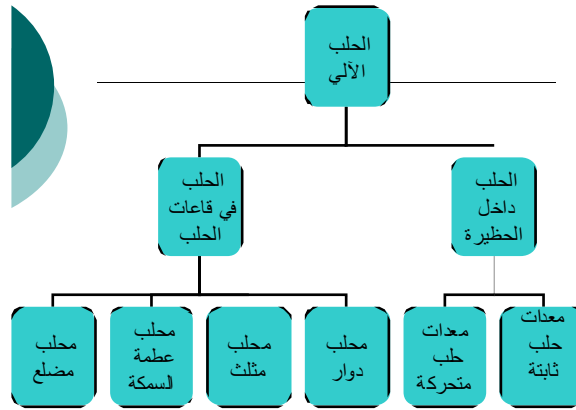 الحلب
الآلي
الحلب
داخل
الحظيرة
الحلب
في قاعات
الحلب
معدات
حلب
ثابتة
معدات
حلب
متحركة
محلب
دوار
محلب
مثلث
محلب
عظمة
السمكة
محلب
مضلع